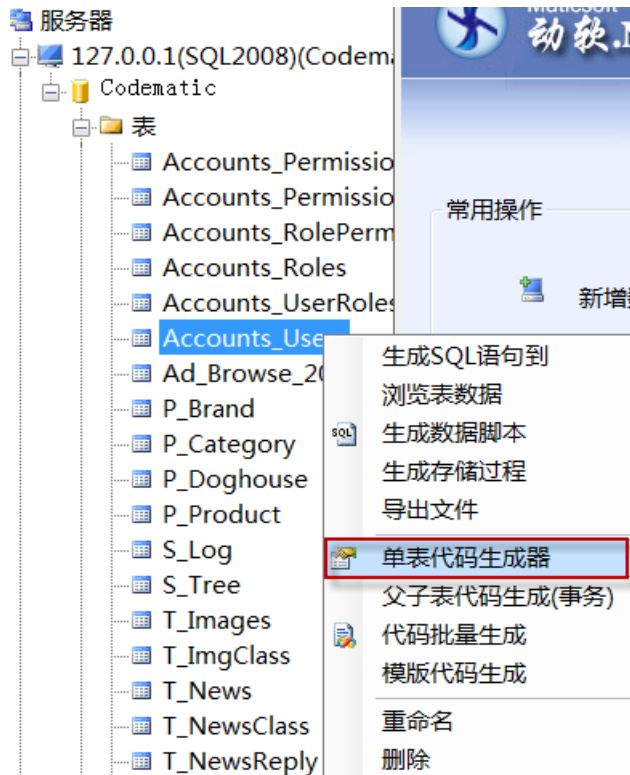 服务器
127.0.0.1(SQL2008)(Codema
Codematic
表
Accounts_Permissio
Accounts_Permissio
Accounts_RolePerm
Accounts_Roles
Accounts_UserRoles
Accounts_Use
Ad_Browse_20
P_Brand
P_Category
P_Doghouse
P_Product
S_Log
S_Tree
T_Images
T_ImgClass
T_News
T_NewsClass
T_NewsReply
Maticsoft
动软.
常用操作
新增
生成SQL语句到
浏览表数据
SQL
生成数据脚本
生成存储过程
导出文件
单表代码生成器
父子表代码生成(事务)
代码批量生成
模版代码生成
重命名
删除